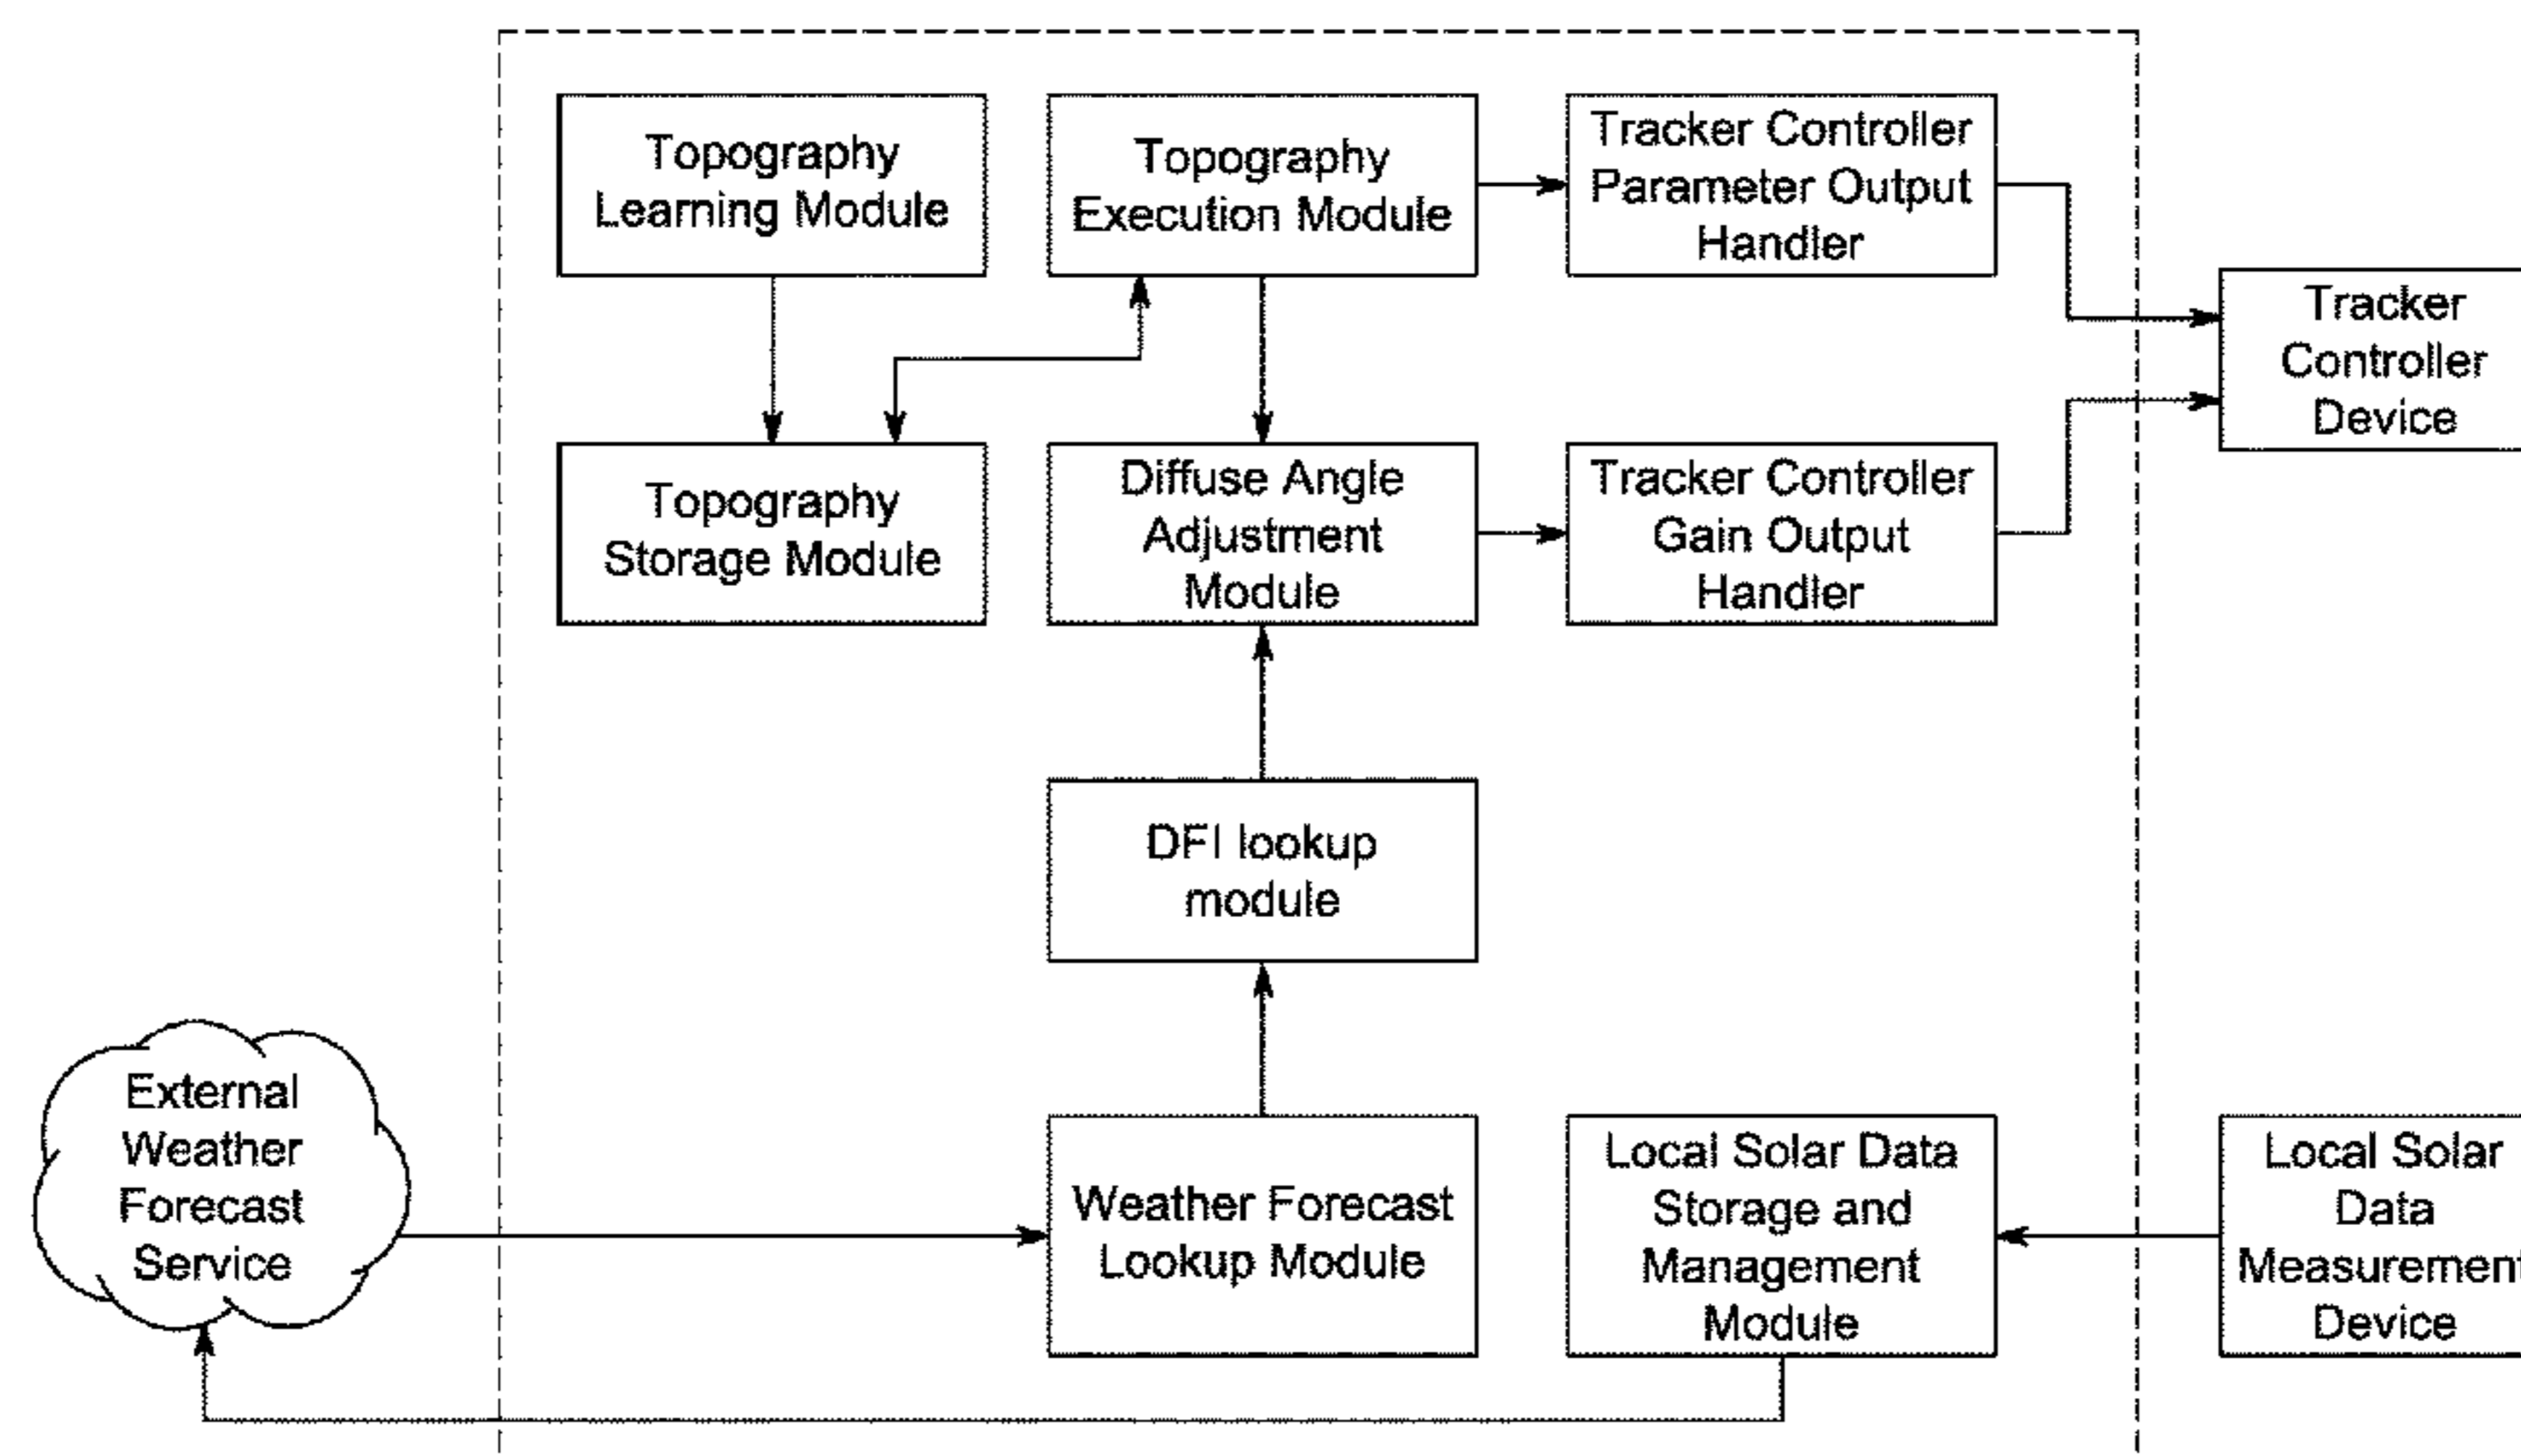 Topography
Learning Module
Topography
Execution Module
Tracker Controller
Parameter Output
Handler
Tracker
Controller
Device
Topography
Storage Module
Diffuse Angle
Adjustment
Module
Tracker Controller
Gain Output
Handler
DFI lookup
module
External
Weather
Forecast
Service
Weather Forecast
Lookup Module
Local Solar Data
Storage and
Management
Module
Local Solar
Data
Measurement
Device